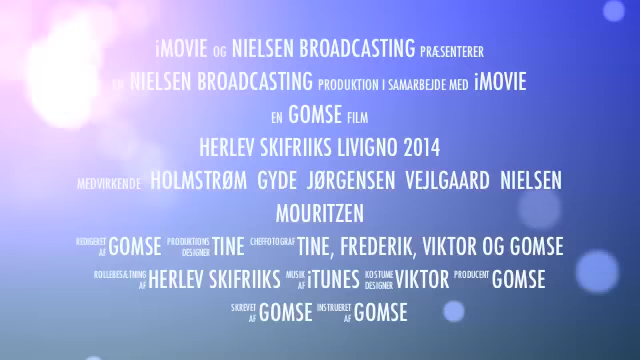 iMOVIE OG NIELSEN BROADCASTING PRÆSENTERER
EN NIELSEN BROADCASTING PRODUKTION I SAMARBEJDE MED iMOVIE
EN GOMSE FILM
HERLEV SKIFRIIKS LIVIGNO 2014
MEDVIRKENDE HOLMSTRØM GYDE JØRGENSEN VEJLGAARD NIELSEN
MOURITZEN
REDIGERET AF GOMSE PRODUKTIONS DESIGNER TINE CHEFFOTOGRAF TINE, FREDERIK, VIKTOR OG GOMSE
ROLLEBESÆTNING AF HERLEV SKIFRIIKS MUSIK AF iTUNES KOSTUME DESIGNER VIKTOR PRODUCENT GOMSE
SKREVET AF GOMSE INSTRUERET AF GOMSE